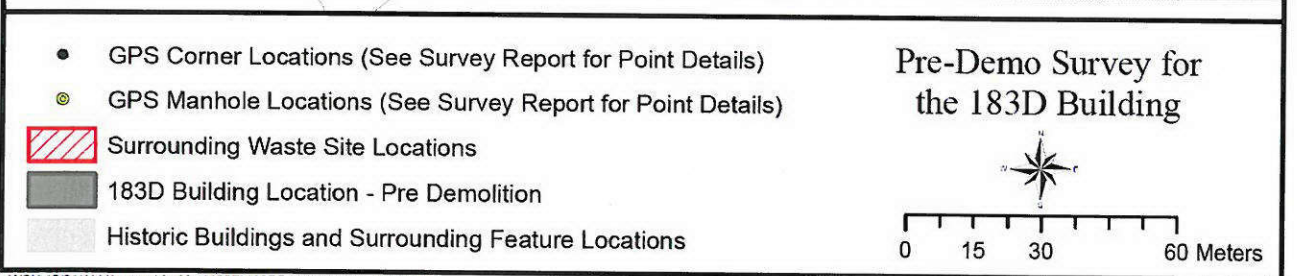 GPS Corner Locations (See Survey Report for Point Details)
GPS Manhole Locations (See Survey Report for Point Details)
Surrounding Waste Site Locations
183D Building Location - Pre Demolition
Historic Buildings and Surrounding Feature Locations
Pre-Demo Survey for
the 183D Building
N
S
0 15 30 60 Meters